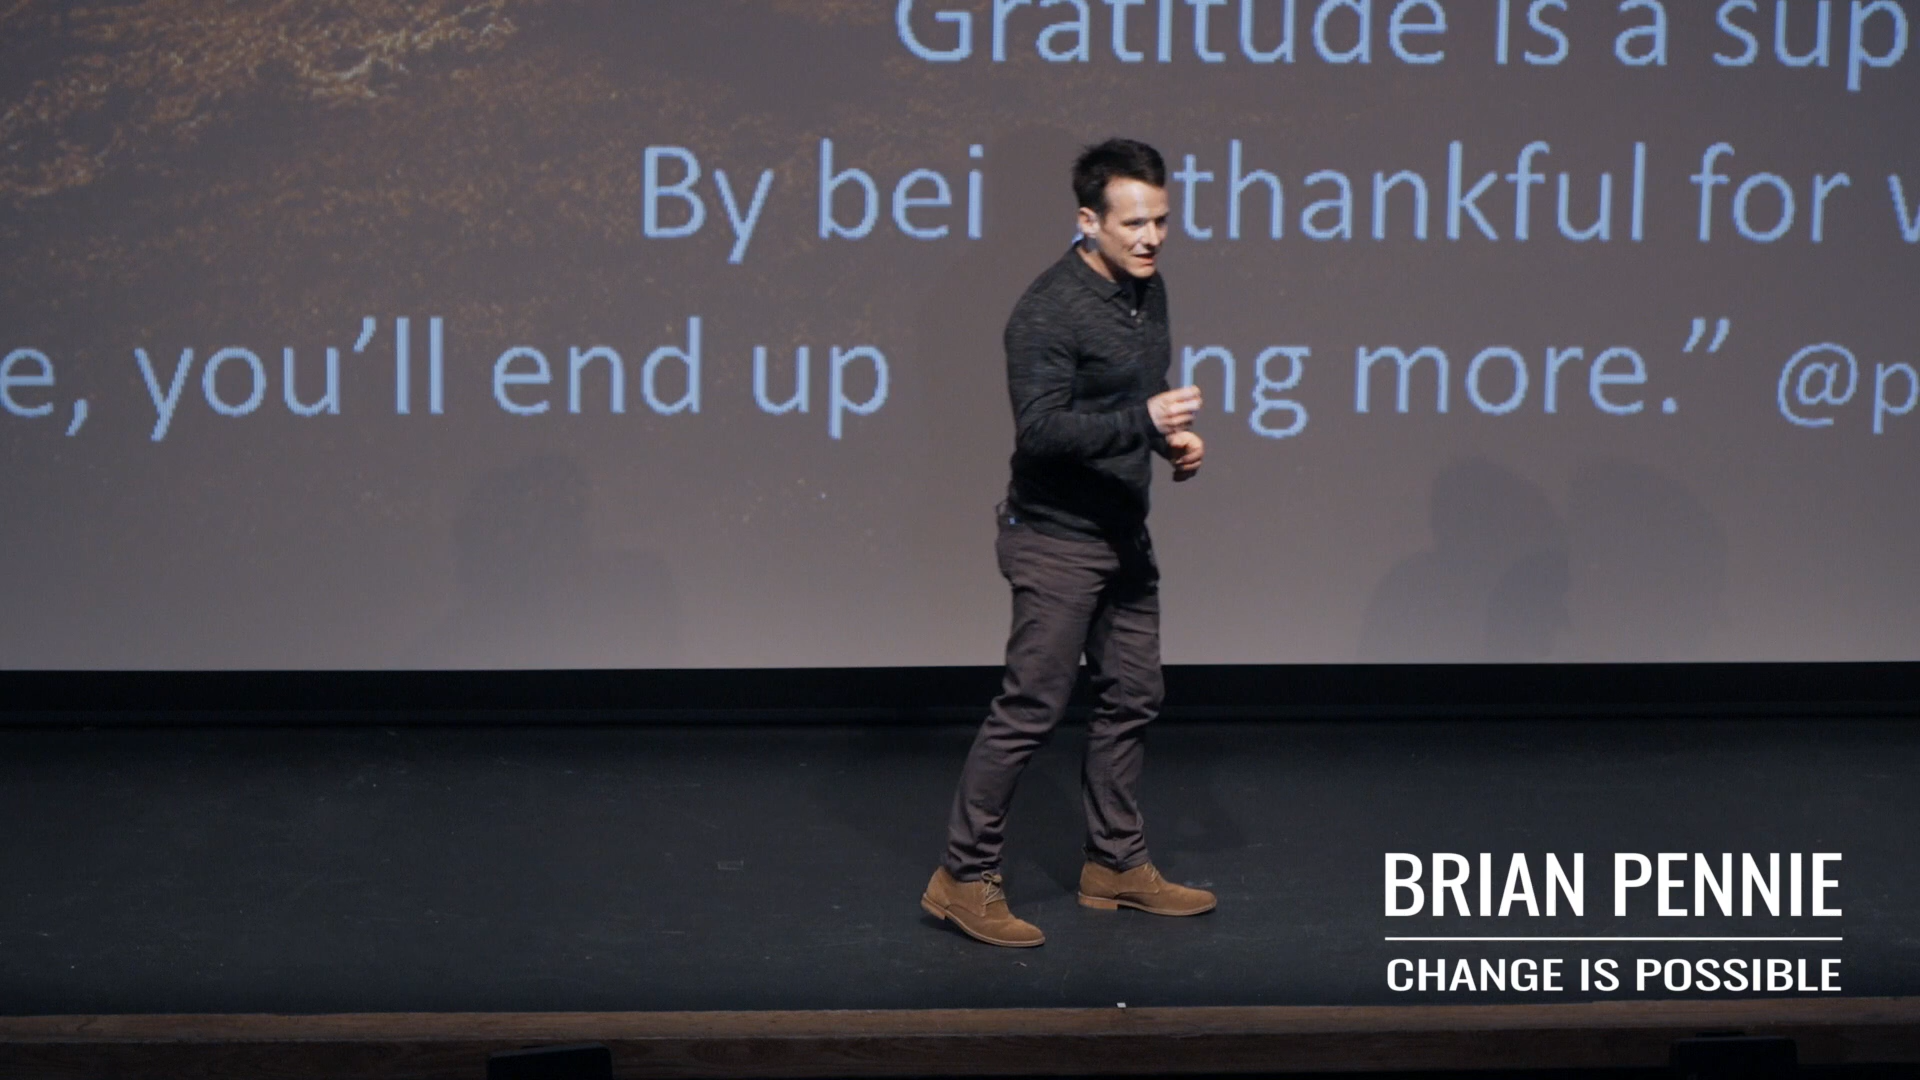 Gratitude is a sup
By bei thankful for
e, you’ll end up ng more.” @p
BRIAN PENNIE
CHANGE IS POSSIBLE